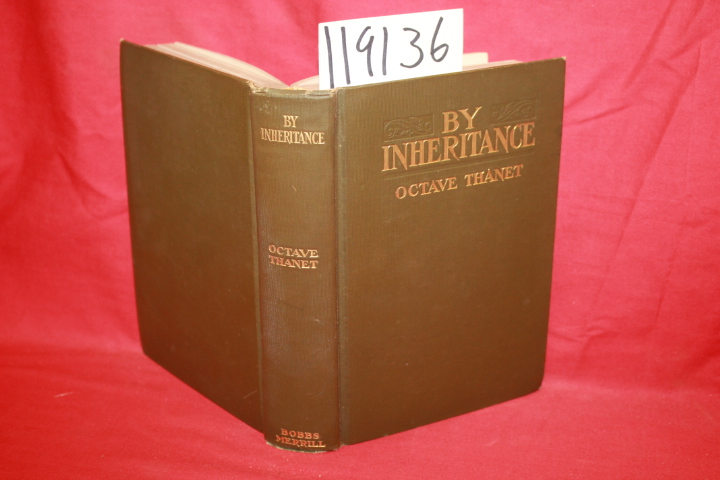 119136
BY
INHERITANCE
OCTAVE
THANET
BOBBS
MERRILL
BY
INHERITANCE
OCTAVE THANET